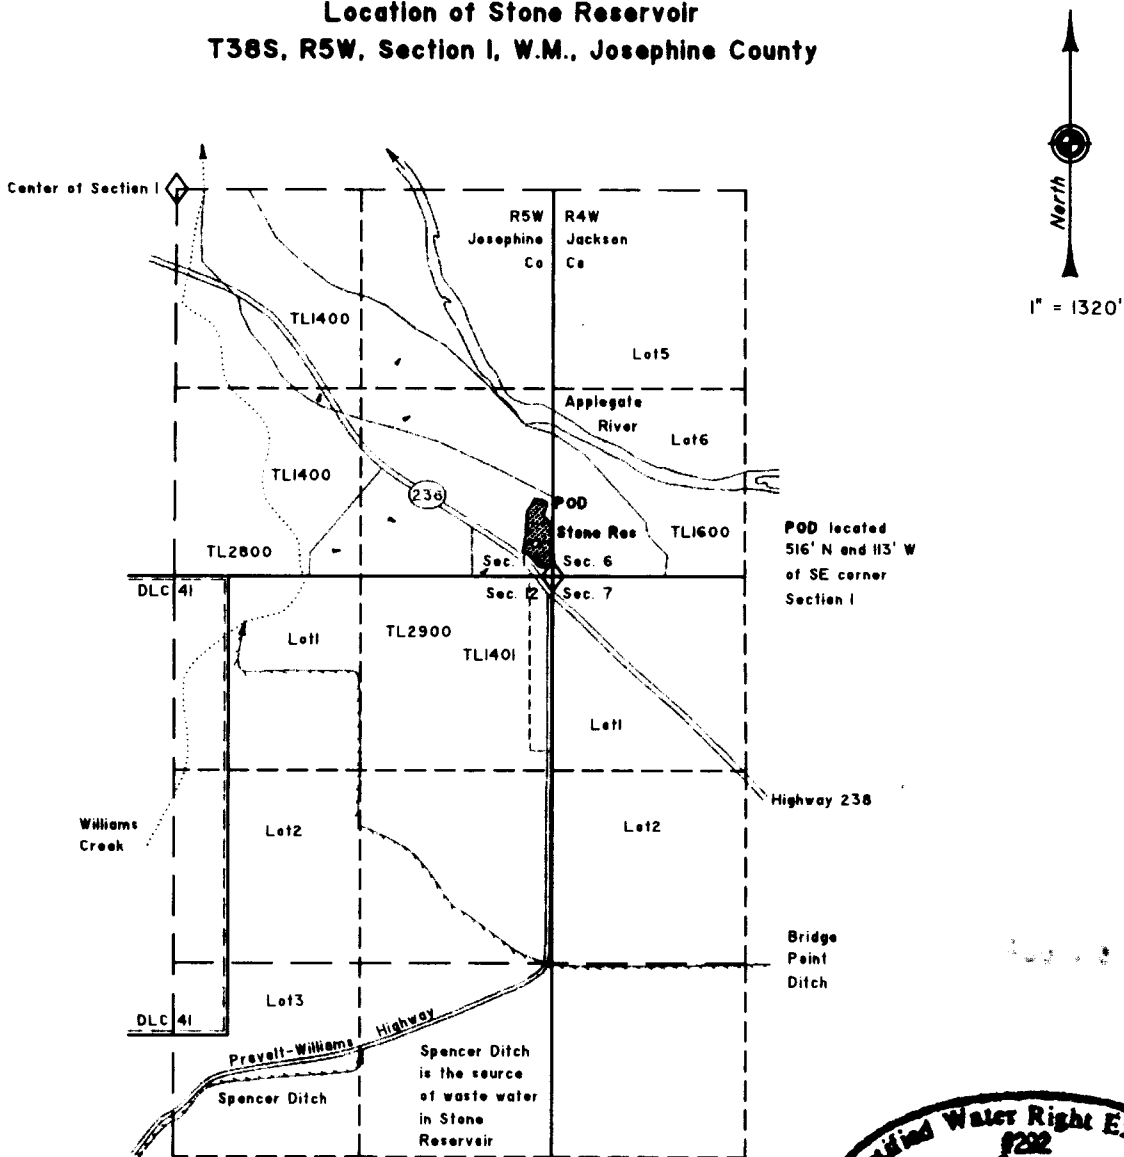 Location of Stone Reservoir
T38S, R5W, Section 1, W.M., Josephine County
North
1" = 1320'
Center of Section 1
R5W
Josephine
Co
R4W
Jackson
Co
TL1400
Lot5
Applegate
River
Lot6
TL1400
236
POD
Stone Res
TL1600
TL2800
Sec.
Sec. 6
POD located
516' N and 113' W
of SE corner
Section 1
DLC 41
Sec. 12
Sec. 7
Lot1
TL2900
TL1401
Lot1
Highway 238
Williams
Creek
Lot2
Lot2
Bridge
Point
Ditch
Lot3
DLC 41
Provolt-Williams Highway
Spencer Ditch
Spencer Ditch
is the source
of waste water
in Stone
Reservoir
Water Right